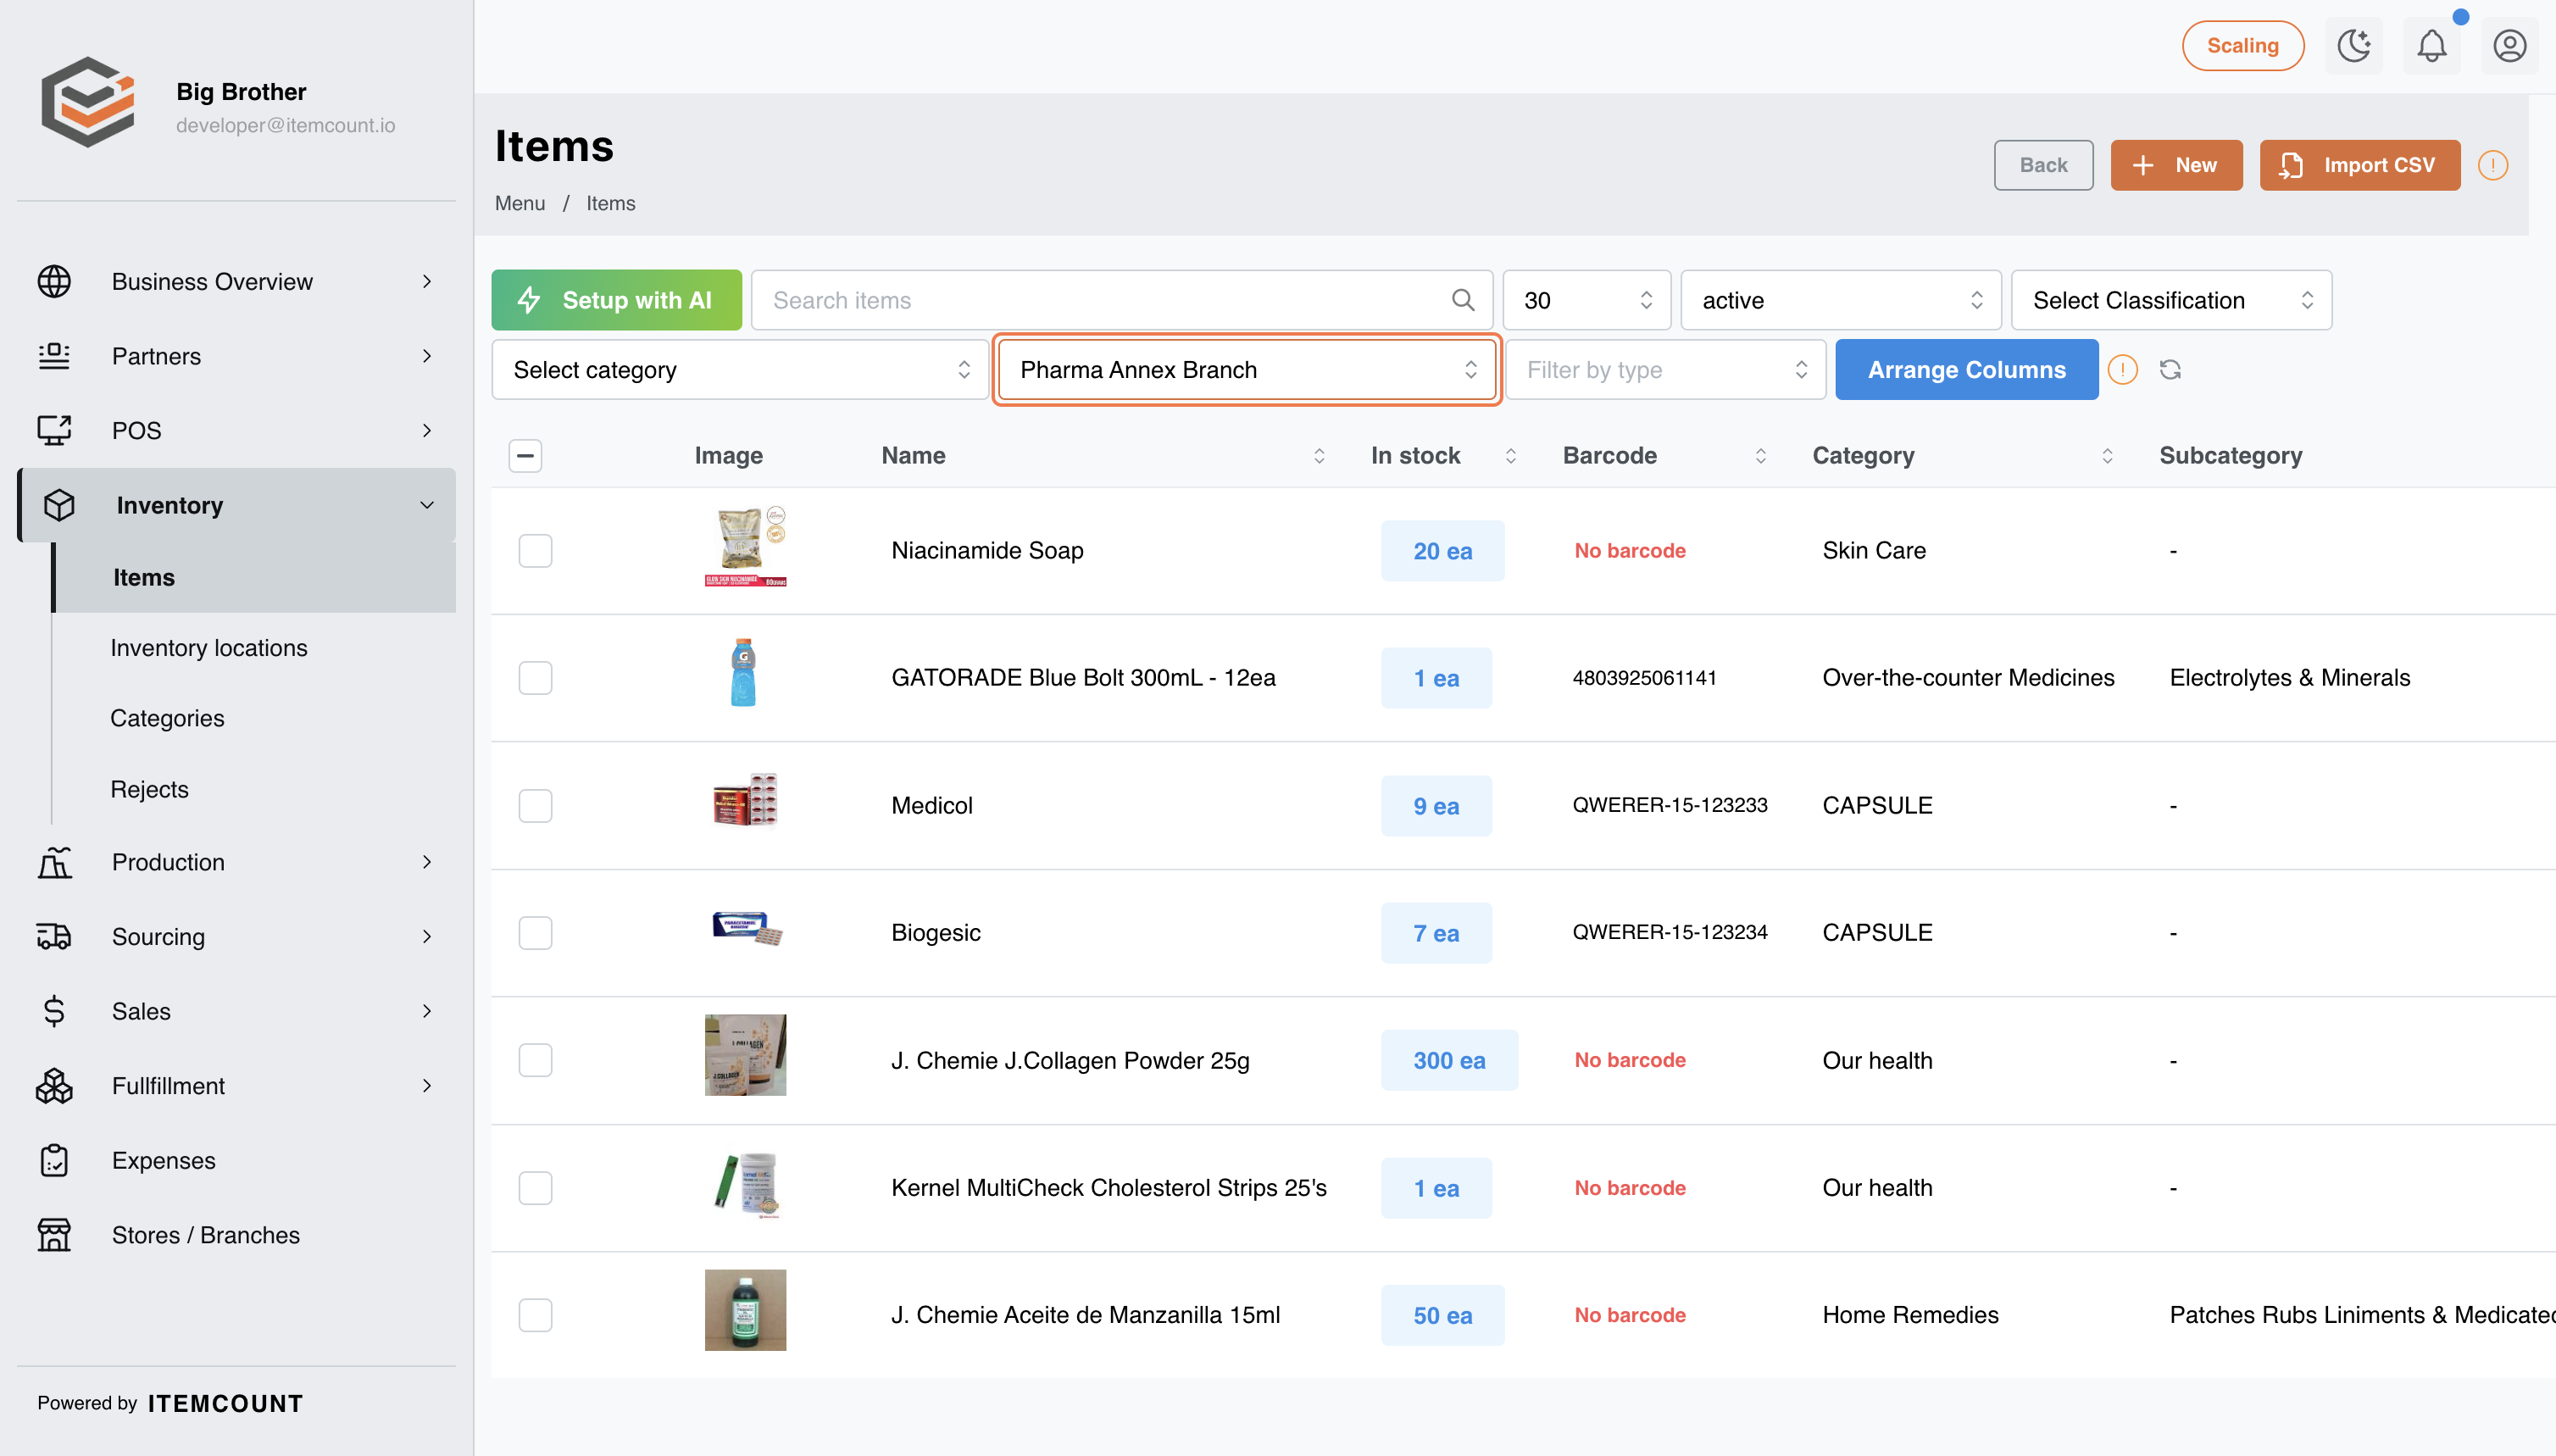 Big Brother
developer@itemcount.io
Business Overview
Partners
POS
Inventory
Items
Inventory locations
Categories
Rejects
Production
Sourcing
Sales
Fullfillment
Expenses
Stores / Branches
Powered by ITEMCOUNT
Scaling
Items
Menu / Items
Back
New
Import CSV
Setup with AI
Search items
30
active
Select Classification
Select category
Pharma Annex Branch
Filter by type
Arrange Columns
Image Name In stock Barcode Category Subcategory
Niacinamide Soap 20 ea No barcode Skin Care -
GATORADE Blue Bolt 300mL - 12ea 1 ea 4803925061141 Over-the-counter Medicines Electrolytes & Minerals
Medicol 9 ea QWERER-15-123233 CAPSULE -
Biogesic 7 ea QWERER-15-123234 CAPSULE -
J. Chemie J.Collagen Powder 25g 300 ea No barcode Our health -
Kernel MultiCheck Cholesterol Strips 25's 1 ea No barcode Our health -
J. Chemie Aceite de Manzanilla 15ml 50 ea No barcode Home Remedies Patches Rubs Liniments & Medicated